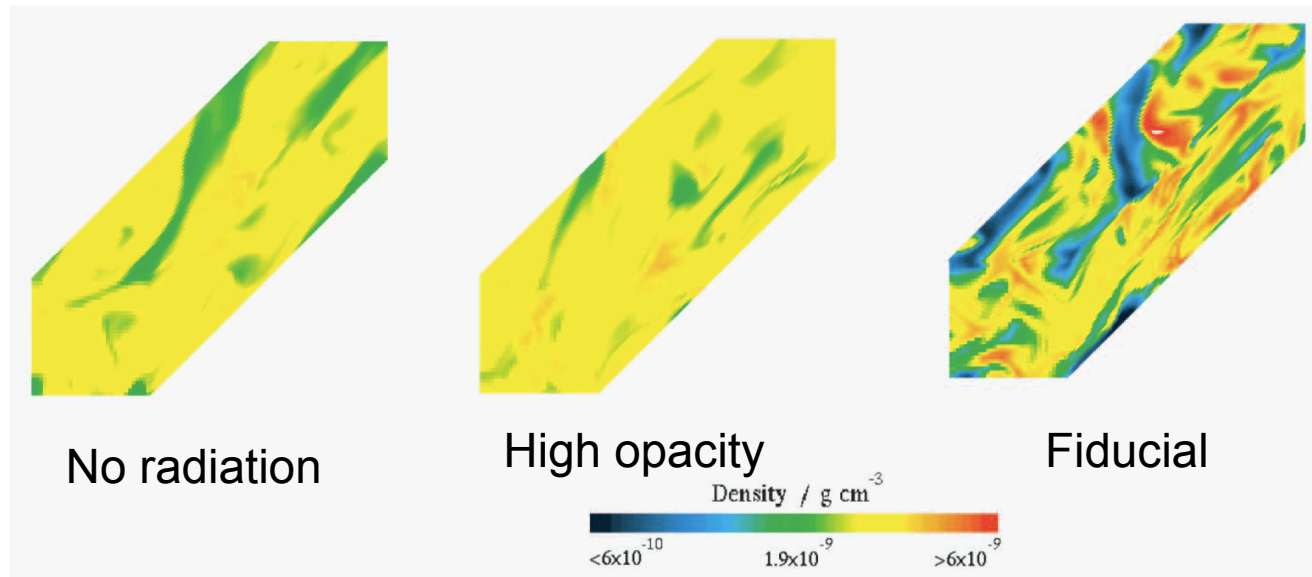 No radiation
High opacity
Fiducial
Density / g cm⁻³
<6x10⁻¹⁰ 1.9x10⁻⁹ >6x10⁻⁹